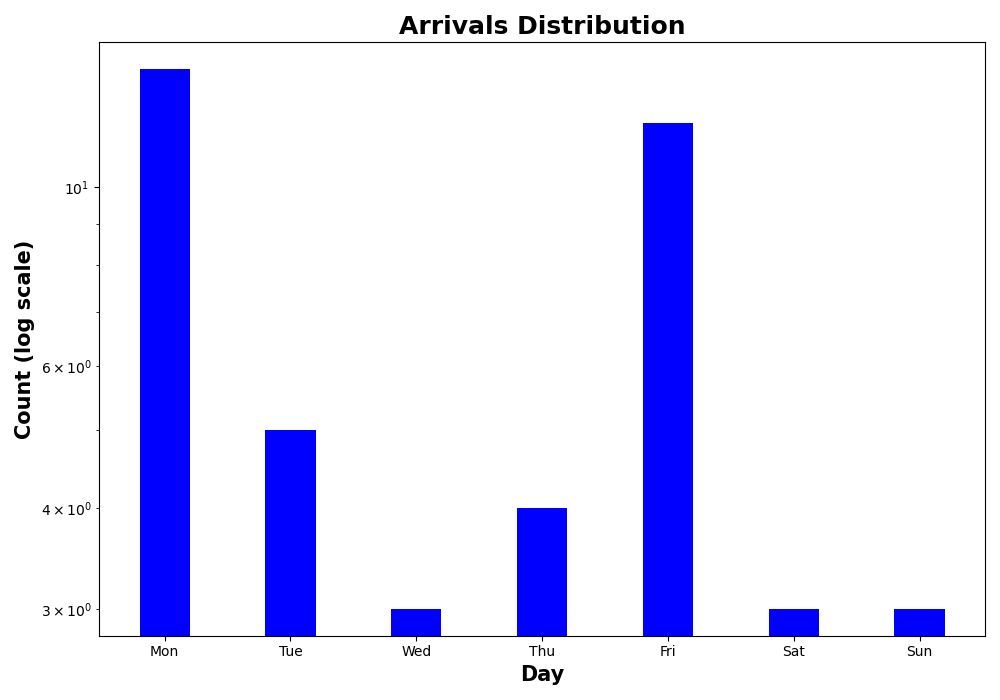 Arrivals Distribution
Count (log scale)
10¹
6 × 10⁰
4 × 10⁰
3 × 10⁰
Mon Tue Wed Thu Fri Sat Sun
Day